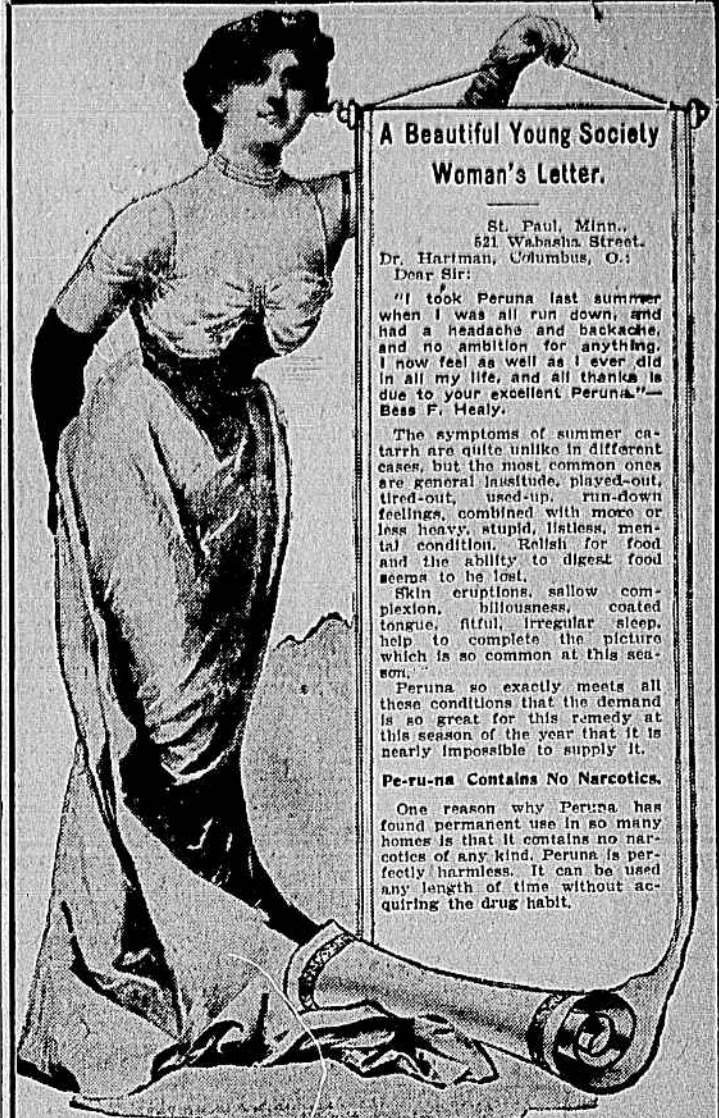 A Beautiful Young Society
Woman's Letter.
St. Paul, Minn.,
521 Wabasha Street.
Dr. Hartman, Columbus, O.:
Dear Sir:
"I took Peruna last summer
when I was all run down, and
had a headache and backache,
and no ambition for anything.
I now feel as well as I ever did
in all my life, and all thanks is
due to your excellent Peruna."—
Bess F. Healy.
The symptoms of summer ca-
tarrh are quite unlike in different
cases, but the most common ones
are general lassitude, played-out,
tired-out, used-up, run-down
feelings, combined with more or
less heavy, stupid, listless, men-
tal condition. Relish for food
and the ability to digest food
seems to be lost.
Skin eruptions, sallow com-
plexion, biliousness, coated
tongue, fitful, irregular sleep,
help to complete the picture
which is so common at this sea-
son."
Peruna so exactly meets all
these conditions that the demand
is so great for this remedy at
this season of the year that it is
nearly impossible to supply it.
Pe-ru-na Contains No Narcotics.
One reason why Peruna has
found permanent use in so many
homes is that it contains no nar-
cotics of any kind. Peruna is per-
fectly harmless. It can be used
any length of time without ac-
quiring the drug habit.